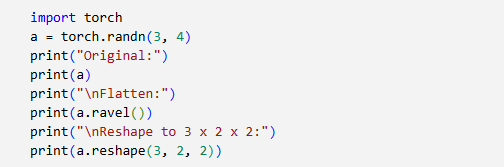 import torch
a = torch.randn(3, 4)
print("Original:")
print(a)
print("\nFlatten:")
print(a.ravel())
print("\nReshape to 3 x 2 x 2:")
print(a.reshape(3, 2, 2))